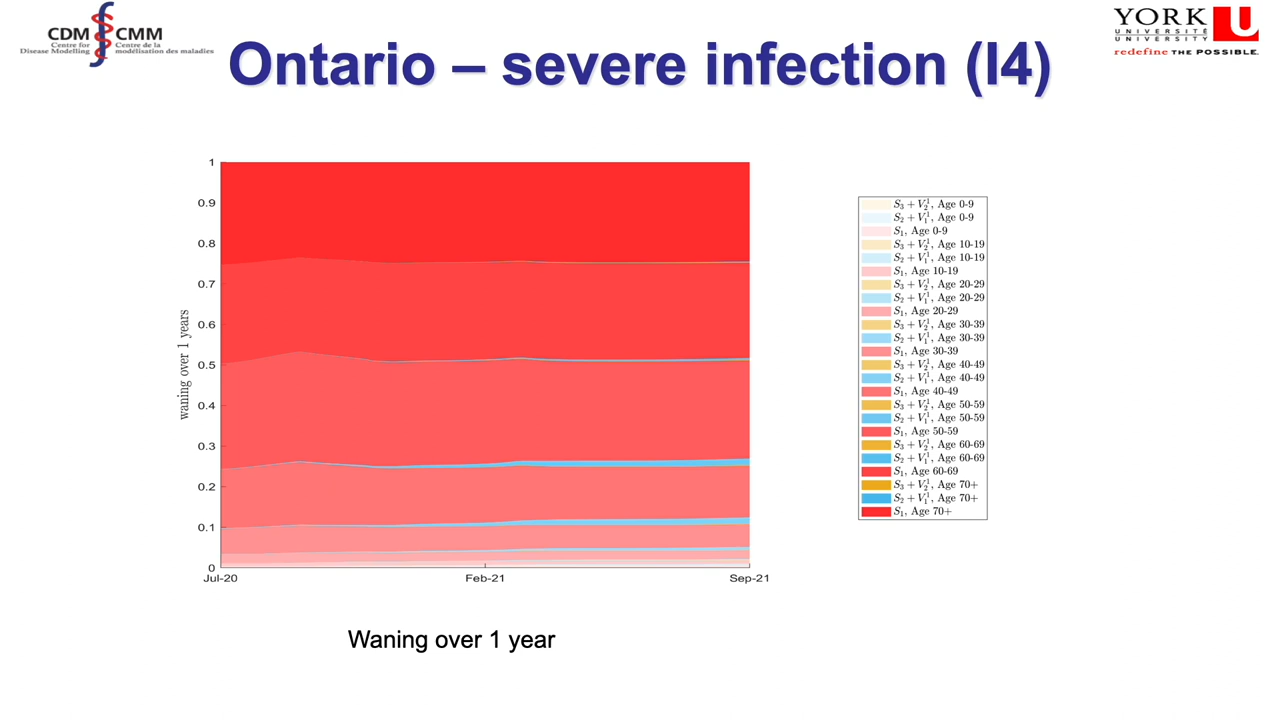 CDM CMM
Centre for Centre de la
Disease Modelling modélisation des maladies
YORK U
UNIVERSITÉ
UNIVERSITY
redefine THE POSSIBLE.
Ontario – severe infection (I4)
waning over 1 years
1
0.9
0.8
0.7
0.6
0.5
0.4
0.3
0.2
0.1
0
Jul-20 Feb-21 Sep-21
S₃ + V₂¹, Age 0-9
S₂ + V₁¹, Age 0-9
S₁, Age 0-9
S₃ + V₂¹, Age 10-19
S₂ + V₁¹, Age 10-19
S₁, Age 10-19
S₃ + V₂¹, Age 20-29
S₂ + V₁¹, Age 20-29
S₁, Age 20-29
S₃ + V₂¹, Age 30-39
S₂ + V₁¹, Age 30-39
S₁, Age 30-39
S₃ + V₂¹, Age 40-49
S₂ + V₁¹, Age 40-49
S₁, Age 40-49
S₃ + V₂¹, Age 50-59
S₂ + V₁¹, Age 50-59
S₁, Age 50-59
S₃ + V₂¹, Age 60-69
S₂ + V₁¹, Age 60-69
S₁, Age 60-69
S₃ + V₂¹, Age 70+
S₂ + V₁¹, Age 70+
S₁, Age 70+
Waning over 1 year